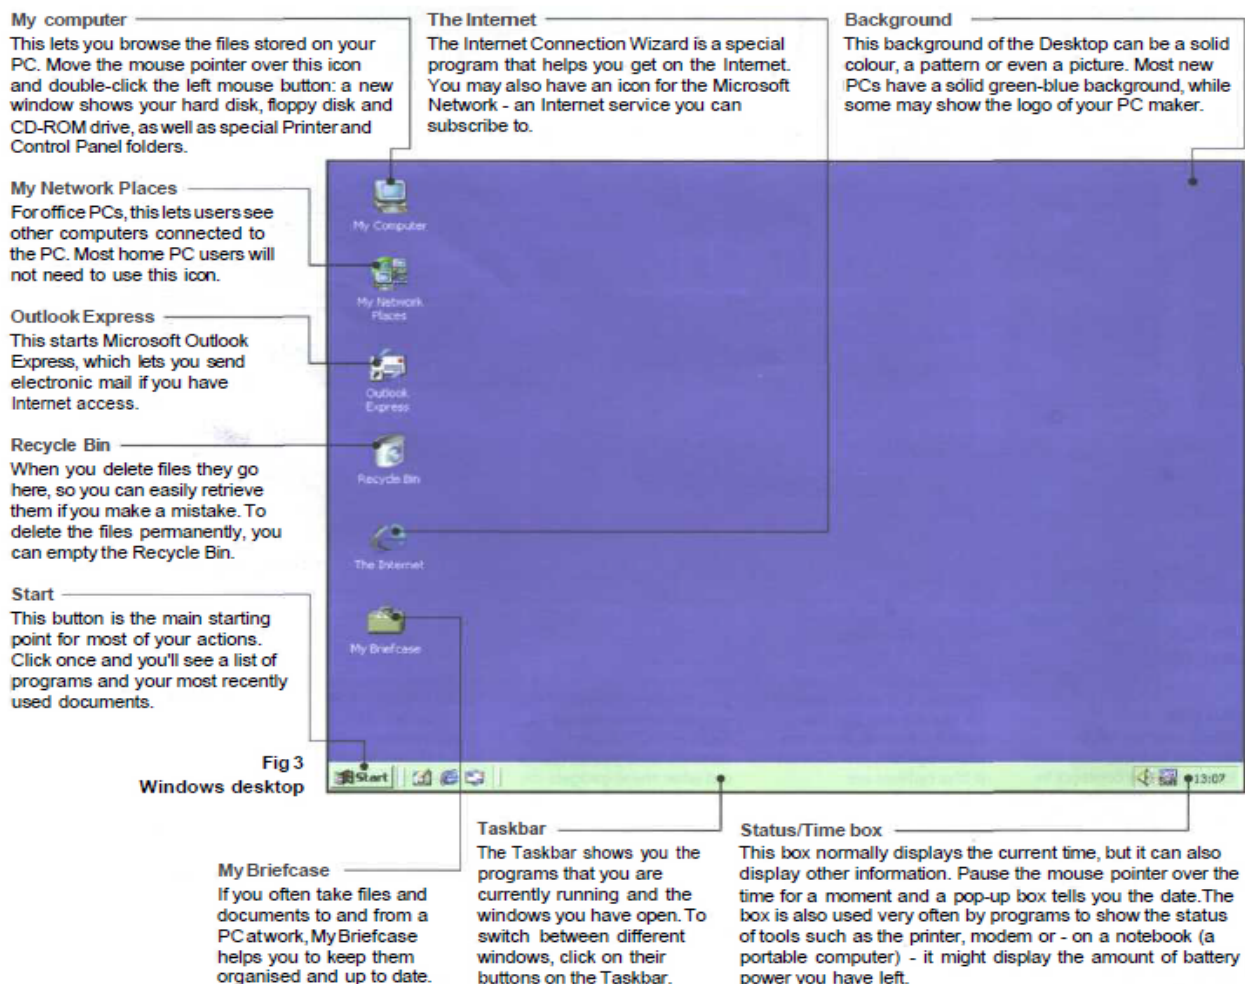 My computer
This lets you browse the files stored on your
PC. Move the mouse pointer over this icon
and double-click the left mouse button: a new
window shows your hard disk, floppy disk and
CD-ROM drive, as well as special Printer and
Control Panel folders.
The Internet
The Internet Connection Wizard is a special
program that helps you get on the Internet.
You may also have an icon for the Microsoft
Network - an Internet service you can
subscribe to.
Background
This background of the Desktop can be a solid
colour, a pattern or even a picture. Most new
PCs have a solid green-blue background, while
some may show the logo of your PC maker.
My Network Places
For office PCs, this lets users see
other computers connected to
the PC. Most home PC users will
not need to use this icon.
Outlook Express
This starts Microsoft Outlook
Express, which lets you send
electronic mail if you have
Internet access.
Recycle Bin
When you delete files they go
here, so you can easily retrieve
them if you make a mistake. To
delete the files permanently, you
can empty the Recycle Bin.
Start
This button is the main starting
point for most of your actions.
Click once and you'll see a list of
programs and your most recently
used documents.
Fig 3
Windows desktop
My Computer
My Network
Places
Outlook
Express
Recycle Bin
The Internet
My Briefcase
Start
13:07
My Briefcase
If you often take files and
documents to and from a
PC at work, My Briefcase
helps you to keep them
organised and up to date.
Taskbar
The Taskbar shows you the
programs that you are
currently running and the
windows you have open. To
switch between different
windows, click on their
buttons on the Taskbar.
Status/Time box
This box normally displays the current time, but it can also
display other information. Pause the mouse pointer over the
time for a moment and a pop-up box tells you the date.The
box is also used very often by programs to show the status
of tools such as the printer, modem or - on a notebook (a
portable computer) - it might display the amount of battery
power you have left.